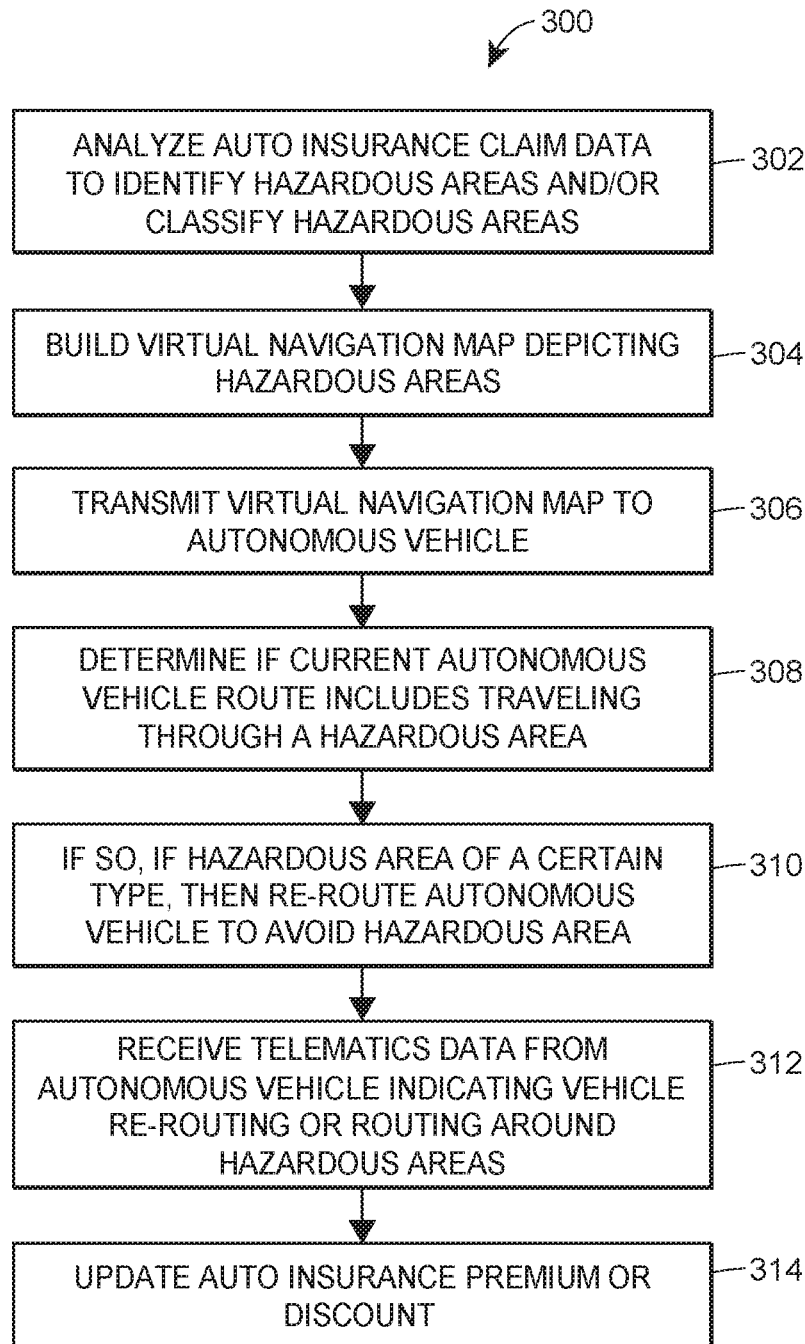 300
ANALYZE AUTO INSURANCE CLAIM DATA
TO IDENTIFY HAZARDOUS AREAS AND/OR
CLASSIFY HAZARDOUS AREAS
302
BUILD VIRTUAL NAVIGATION MAP DEPICTING
HAZARDOUS AREAS
304
TRANSMIT VIRTUAL NAVIGATION MAP TO
AUTONOMOUS VEHICLE
306
DETERMINE IF CURRENT AUTONOMOUS
VEHICLE ROUTE INCLUDES TRAVELING
THROUGH A HAZARDOUS AREA
308
IF SO, IF HAZARDOUS AREA OF A CERTAIN
TYPE, THEN RE-ROUTE AUTONOMOUS
VEHICLE TO AVOID HAZARDOUS AREA
310
RECEIVE TELEMATICS DATA FROM
AUTONOMOUS VEHICLE INDICATING VEHICLE
RE-ROUTING OR ROUTING AROUND
HAZARDOUS AREAS
312
UPDATE AUTO INSURANCE PREMIUM OR
DISCOUNT
314